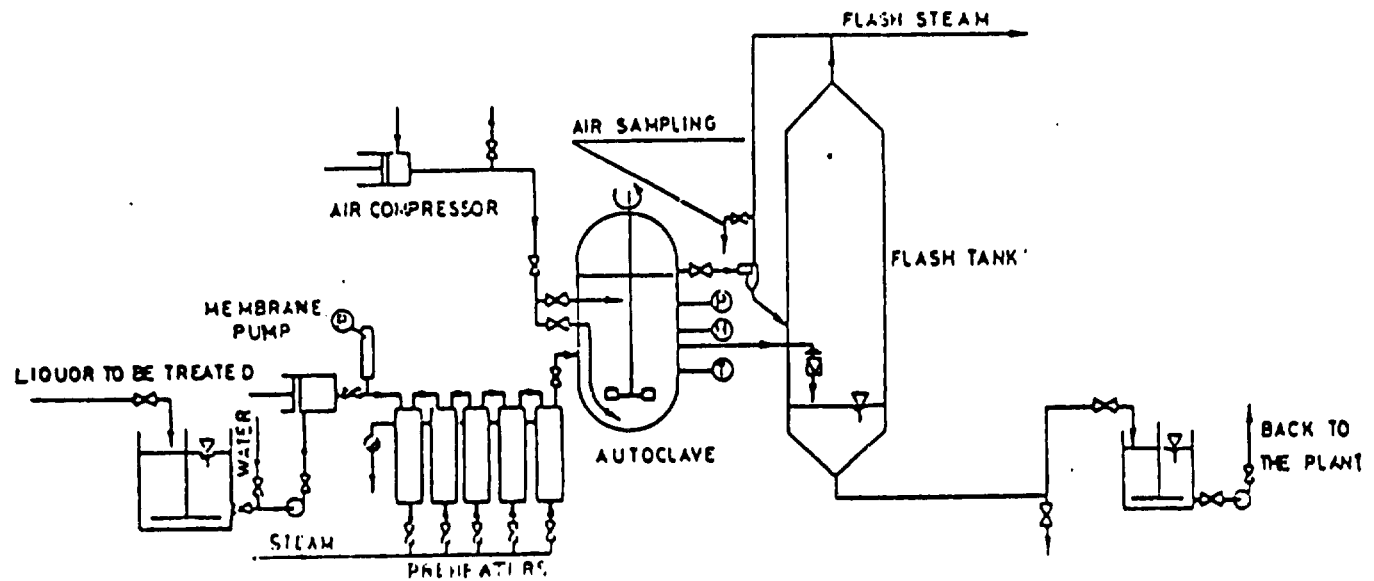 FLASH STEAM
AIR SAMPLING
AIR COMPRESSOR
FLASH TANK
MEMBRANE
PUMP
LIQUOR TO BE TREATED
WATER
AUTOCLAVE
BACK TO
THE PLANT
STEAM
PREHEATERS